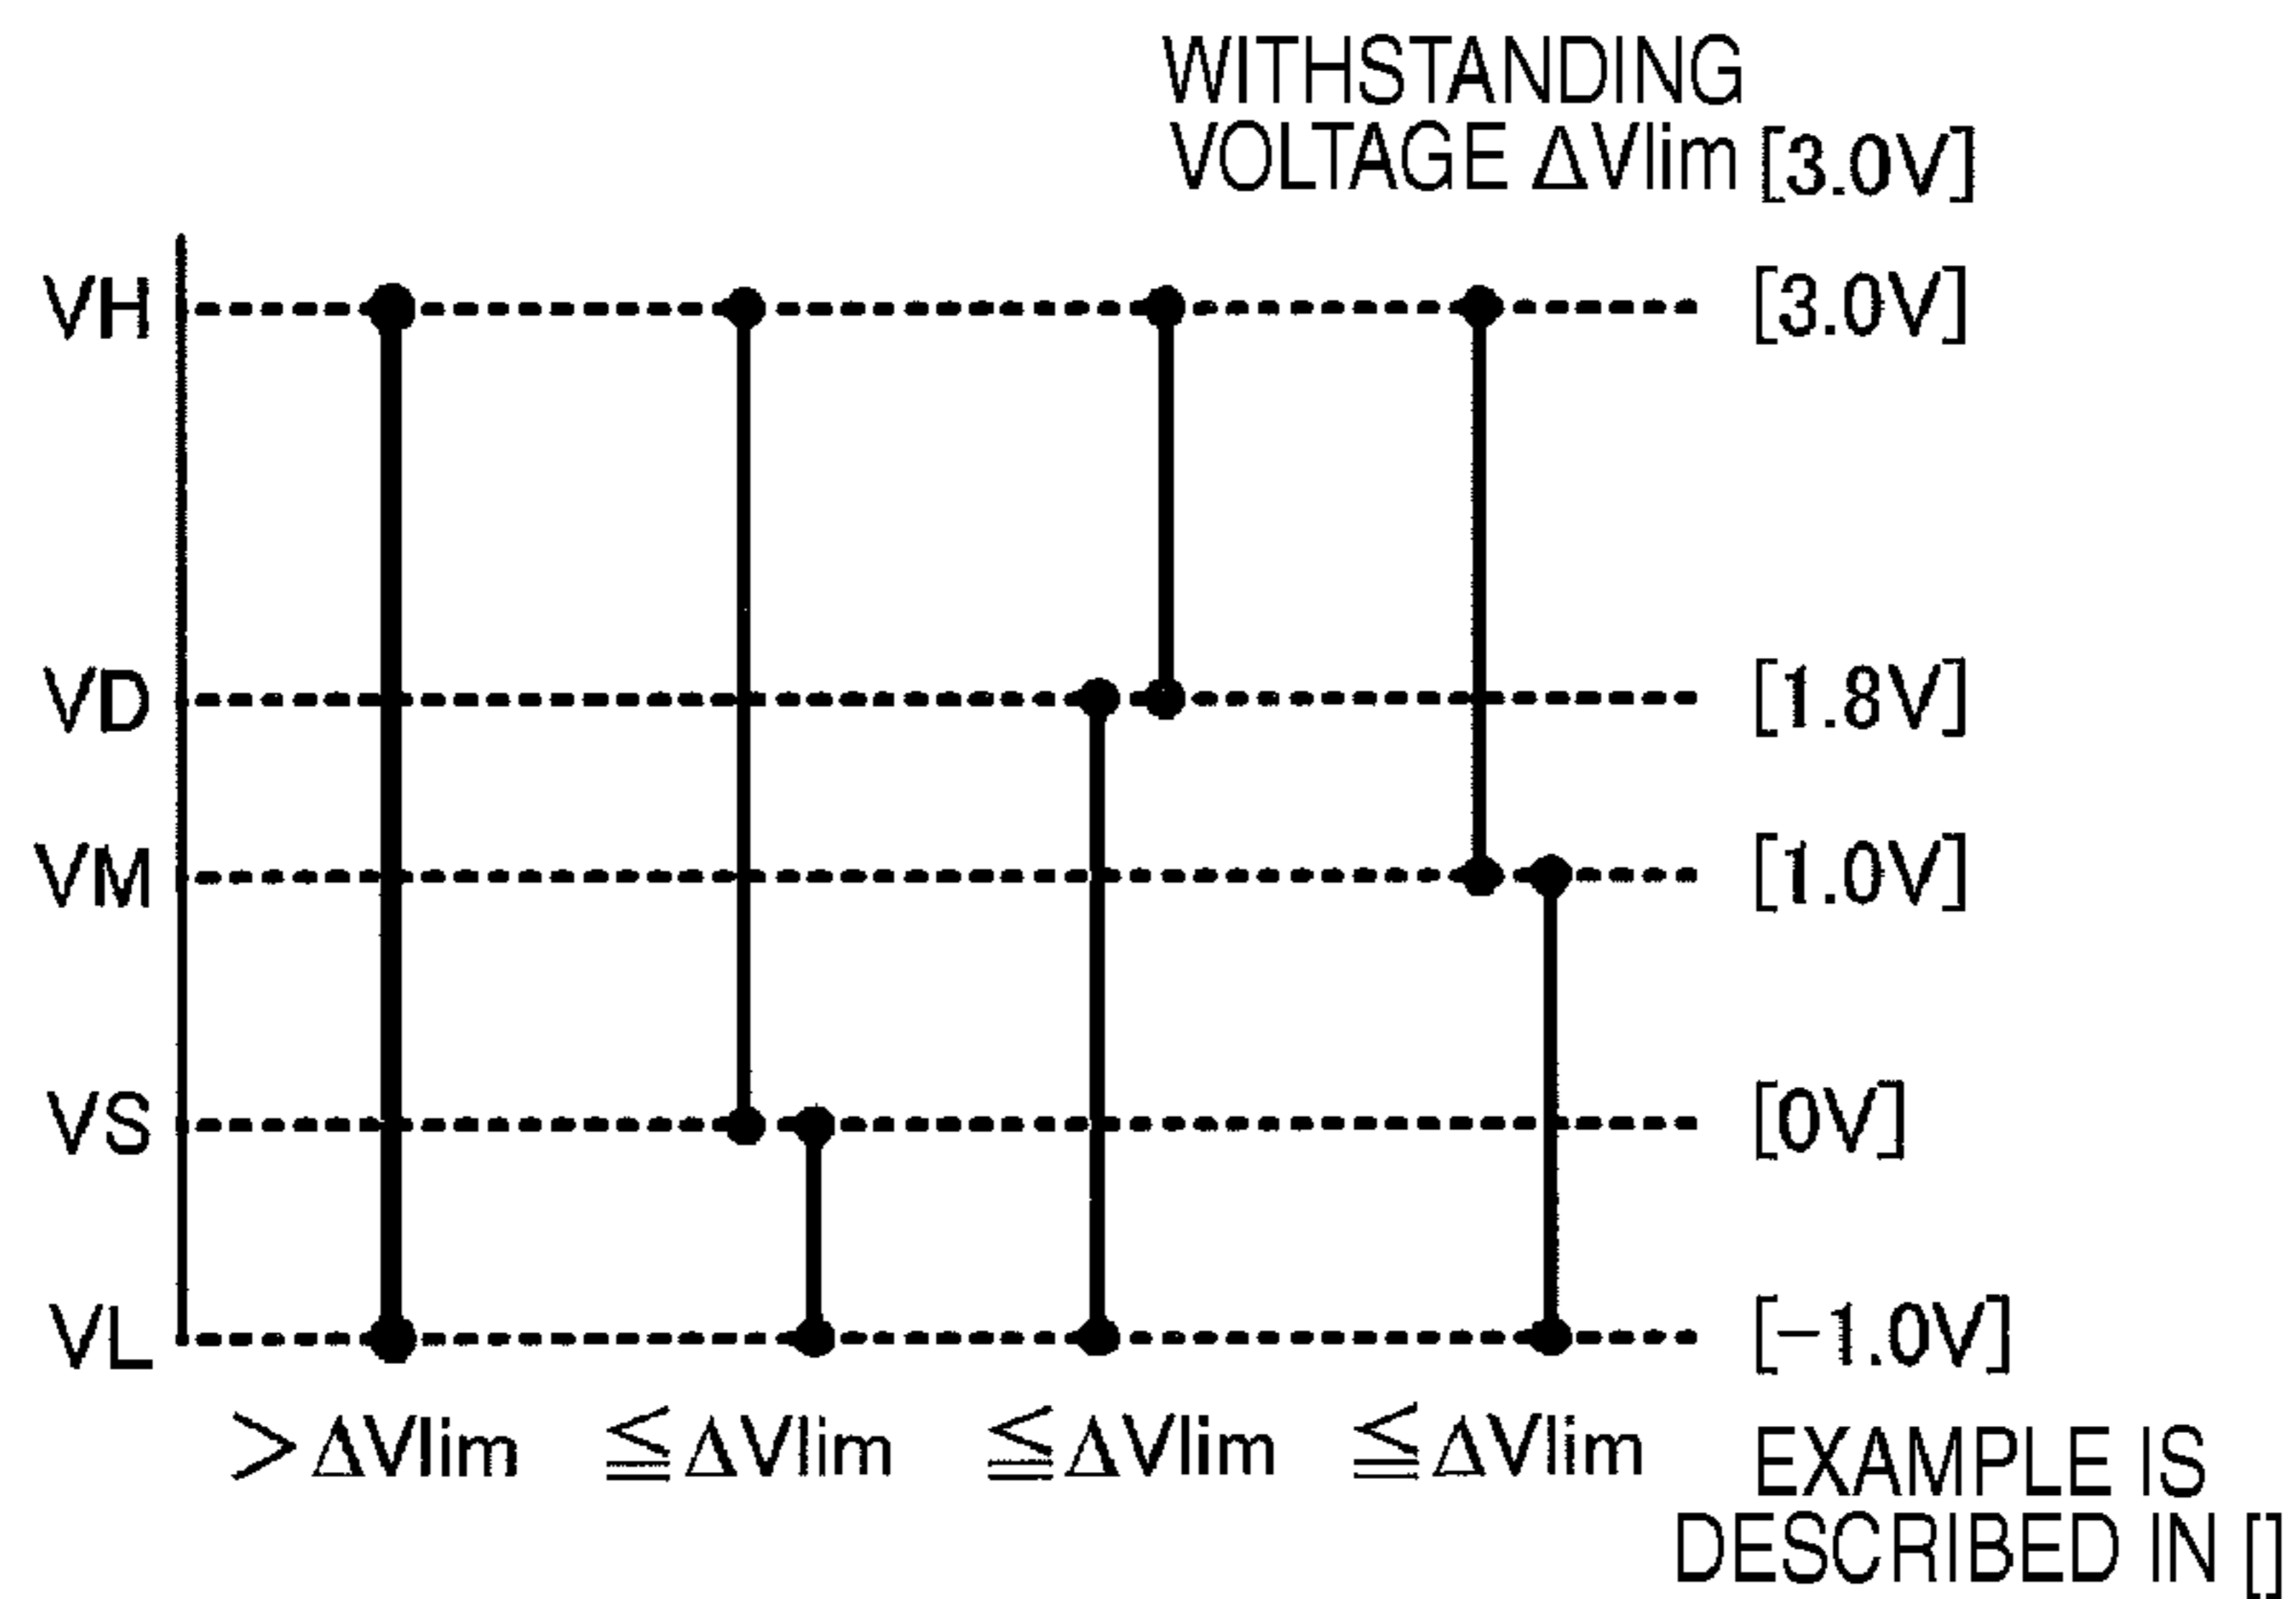 WITHSTANDING
VOLTAGE ΔVlim [3.0V]
VH [3.0V]
VD [1.8V]
VM [1.0V]
VS [0V]
VL [−1.0V]
>ΔVlim ≦ΔVlim ≦ΔVlim ≦ΔVlim
EXAMPLE IS
DESCRIBED IN []